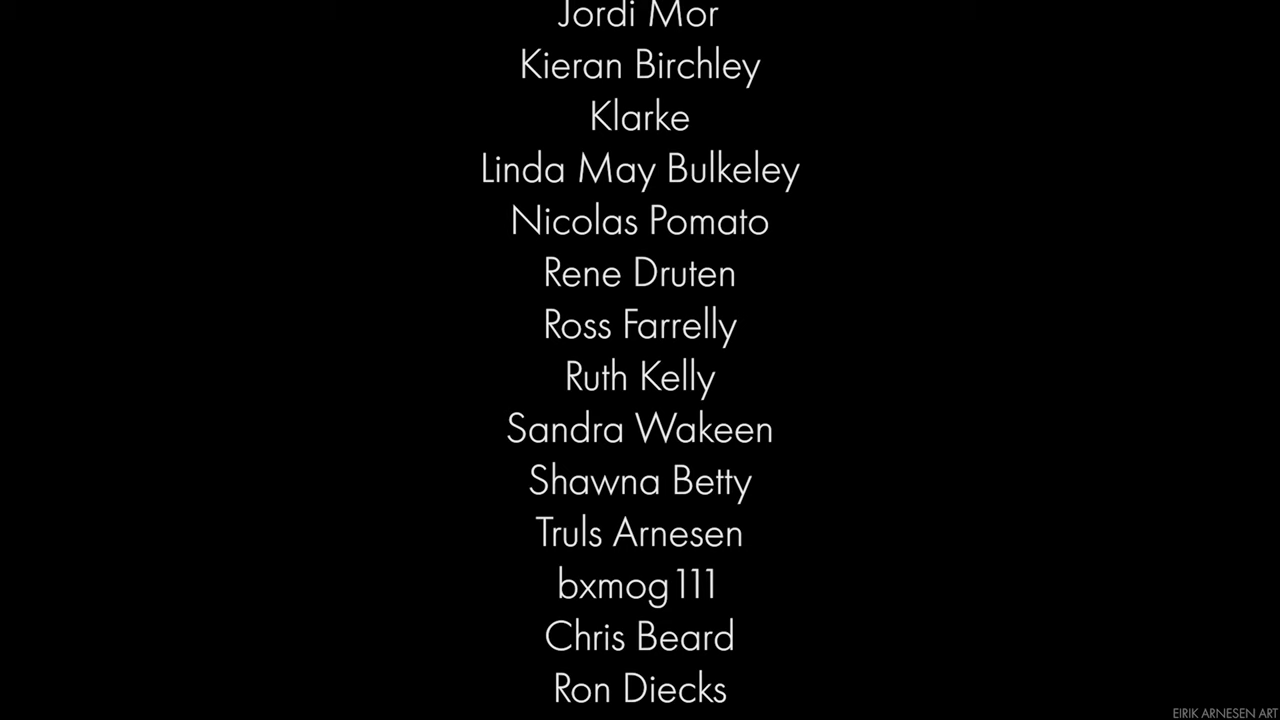 Jordi Mor
Kieran Birchley
Klarke
Linda May Bulkeley
Nicolas Pomato
Rene Druten
Ross Farrelly
Ruth Kelly
Sandra Wakeen
Shawna Betty
Truls Arnesen
bxmog111
Chris Beard
Ron Diecks
EIRIK ARNESEN ART